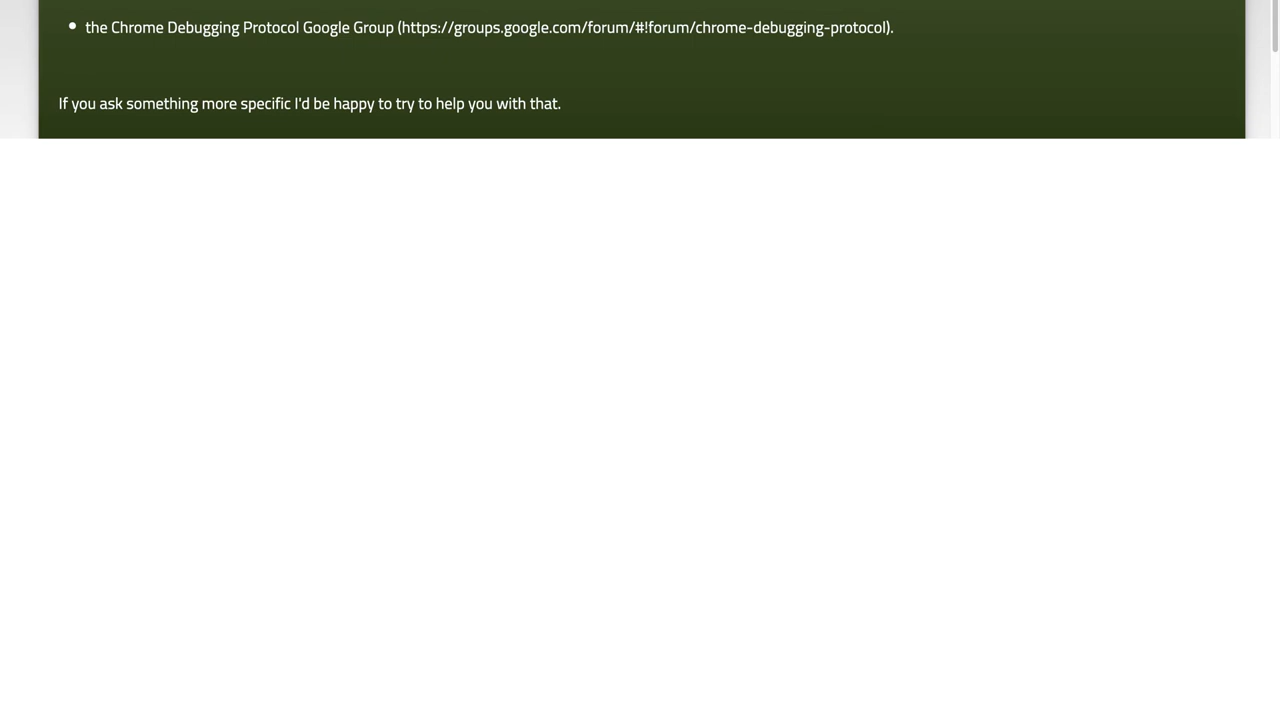 • the Chrome Debugging Protocol Google Group (https://groups.google.com/forum/#!forum/chrome-debugging-protocol).
If you ask something more specific I'd be happy to try to help you with that.